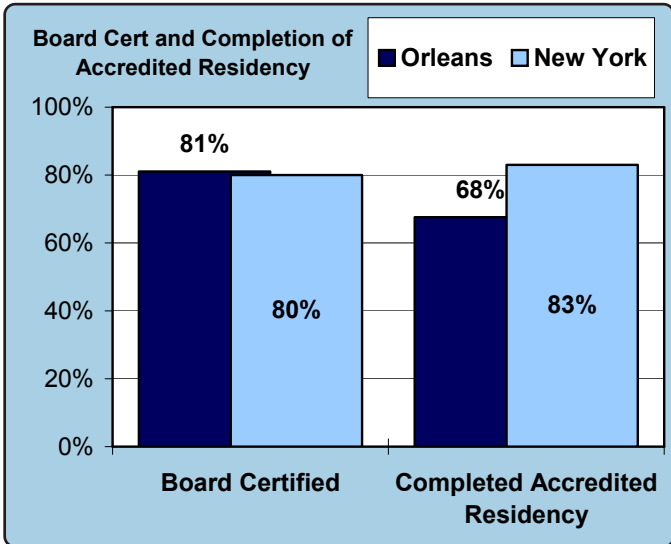 Board Cert and Completion of
Accredited Residency
Orleans New York
100%
80%
60%
40%
20%
0%
81%
80%
68%
83%
Board Certified
Completed Accredited
Residency